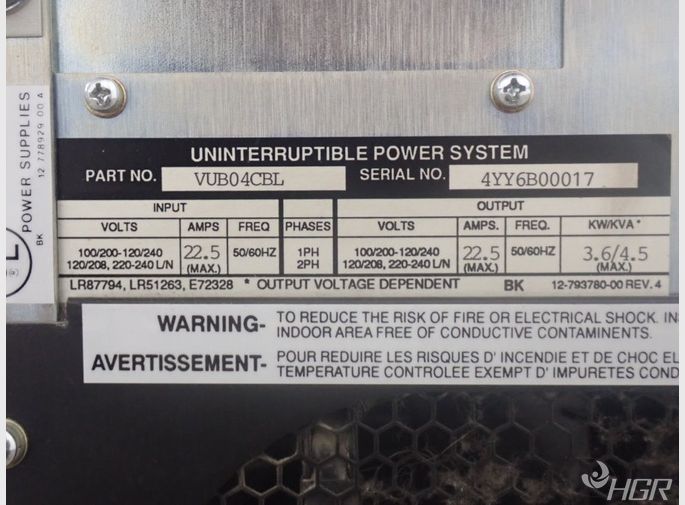 POWER SUPPLIES
12 778929 00 A
BK
UNINTERRUPTIBLE POWER SYSTEM
PART NO. VUB04CBL SERIAL NO. 4YY6B00017
INPUT OUTPUT
VOLTS AMPS FREQ PHASES VOLTS AMPS FREQ. KW/KVA *
100/200-120/240 22.5 50/60HZ 1PH 100/200-120/240 22.5 50/60HZ 3.6/4.5
120/208, 220-240 L/N (MAX.) 2PH 120/208, 220-240 L/N (MAX.) (MAX.)
LR87794, LR51263, E72328 * OUTPUT VOLTAGE DEPENDENT BK 12-793780-00 REV. 4
WARNING- TO REDUCE THE RISK OF FIRE OR ELECTRICAL SHOCK. IN
INDOOR AREA FREE OF CONDUCTIVE CONTAMINENTS.
AVERTISSEMENT- POUR REDUIRE LES RISQUES D' INCENDIE ET DE CHOC EL
TEMPERATURE CONTROLEE EXEMPT D' IMPURETES COND
HGR